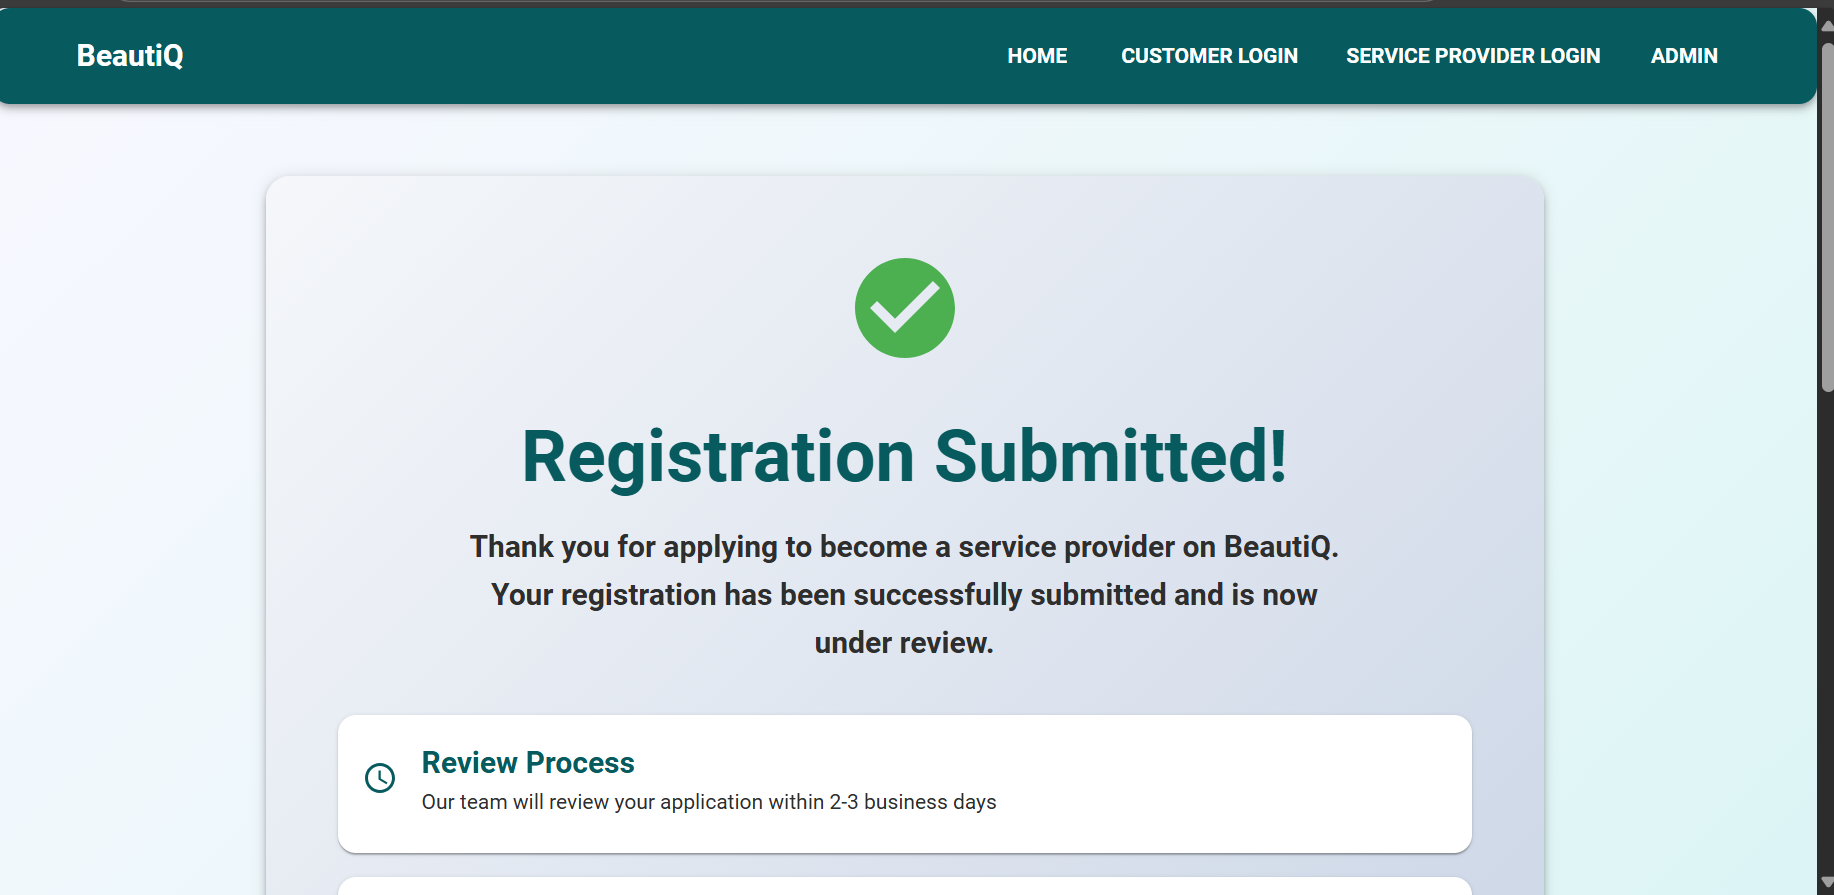 BeautiQ
HOME
CUSTOMER LOGIN
SERVICE PROVIDER LOGIN
ADMIN
Registration Submitted!
Thank you for applying to become a service provider on BeautiQ.
Your registration has been successfully submitted and is now
under review.
Review Process
Our team will review your application within 2-3 business days